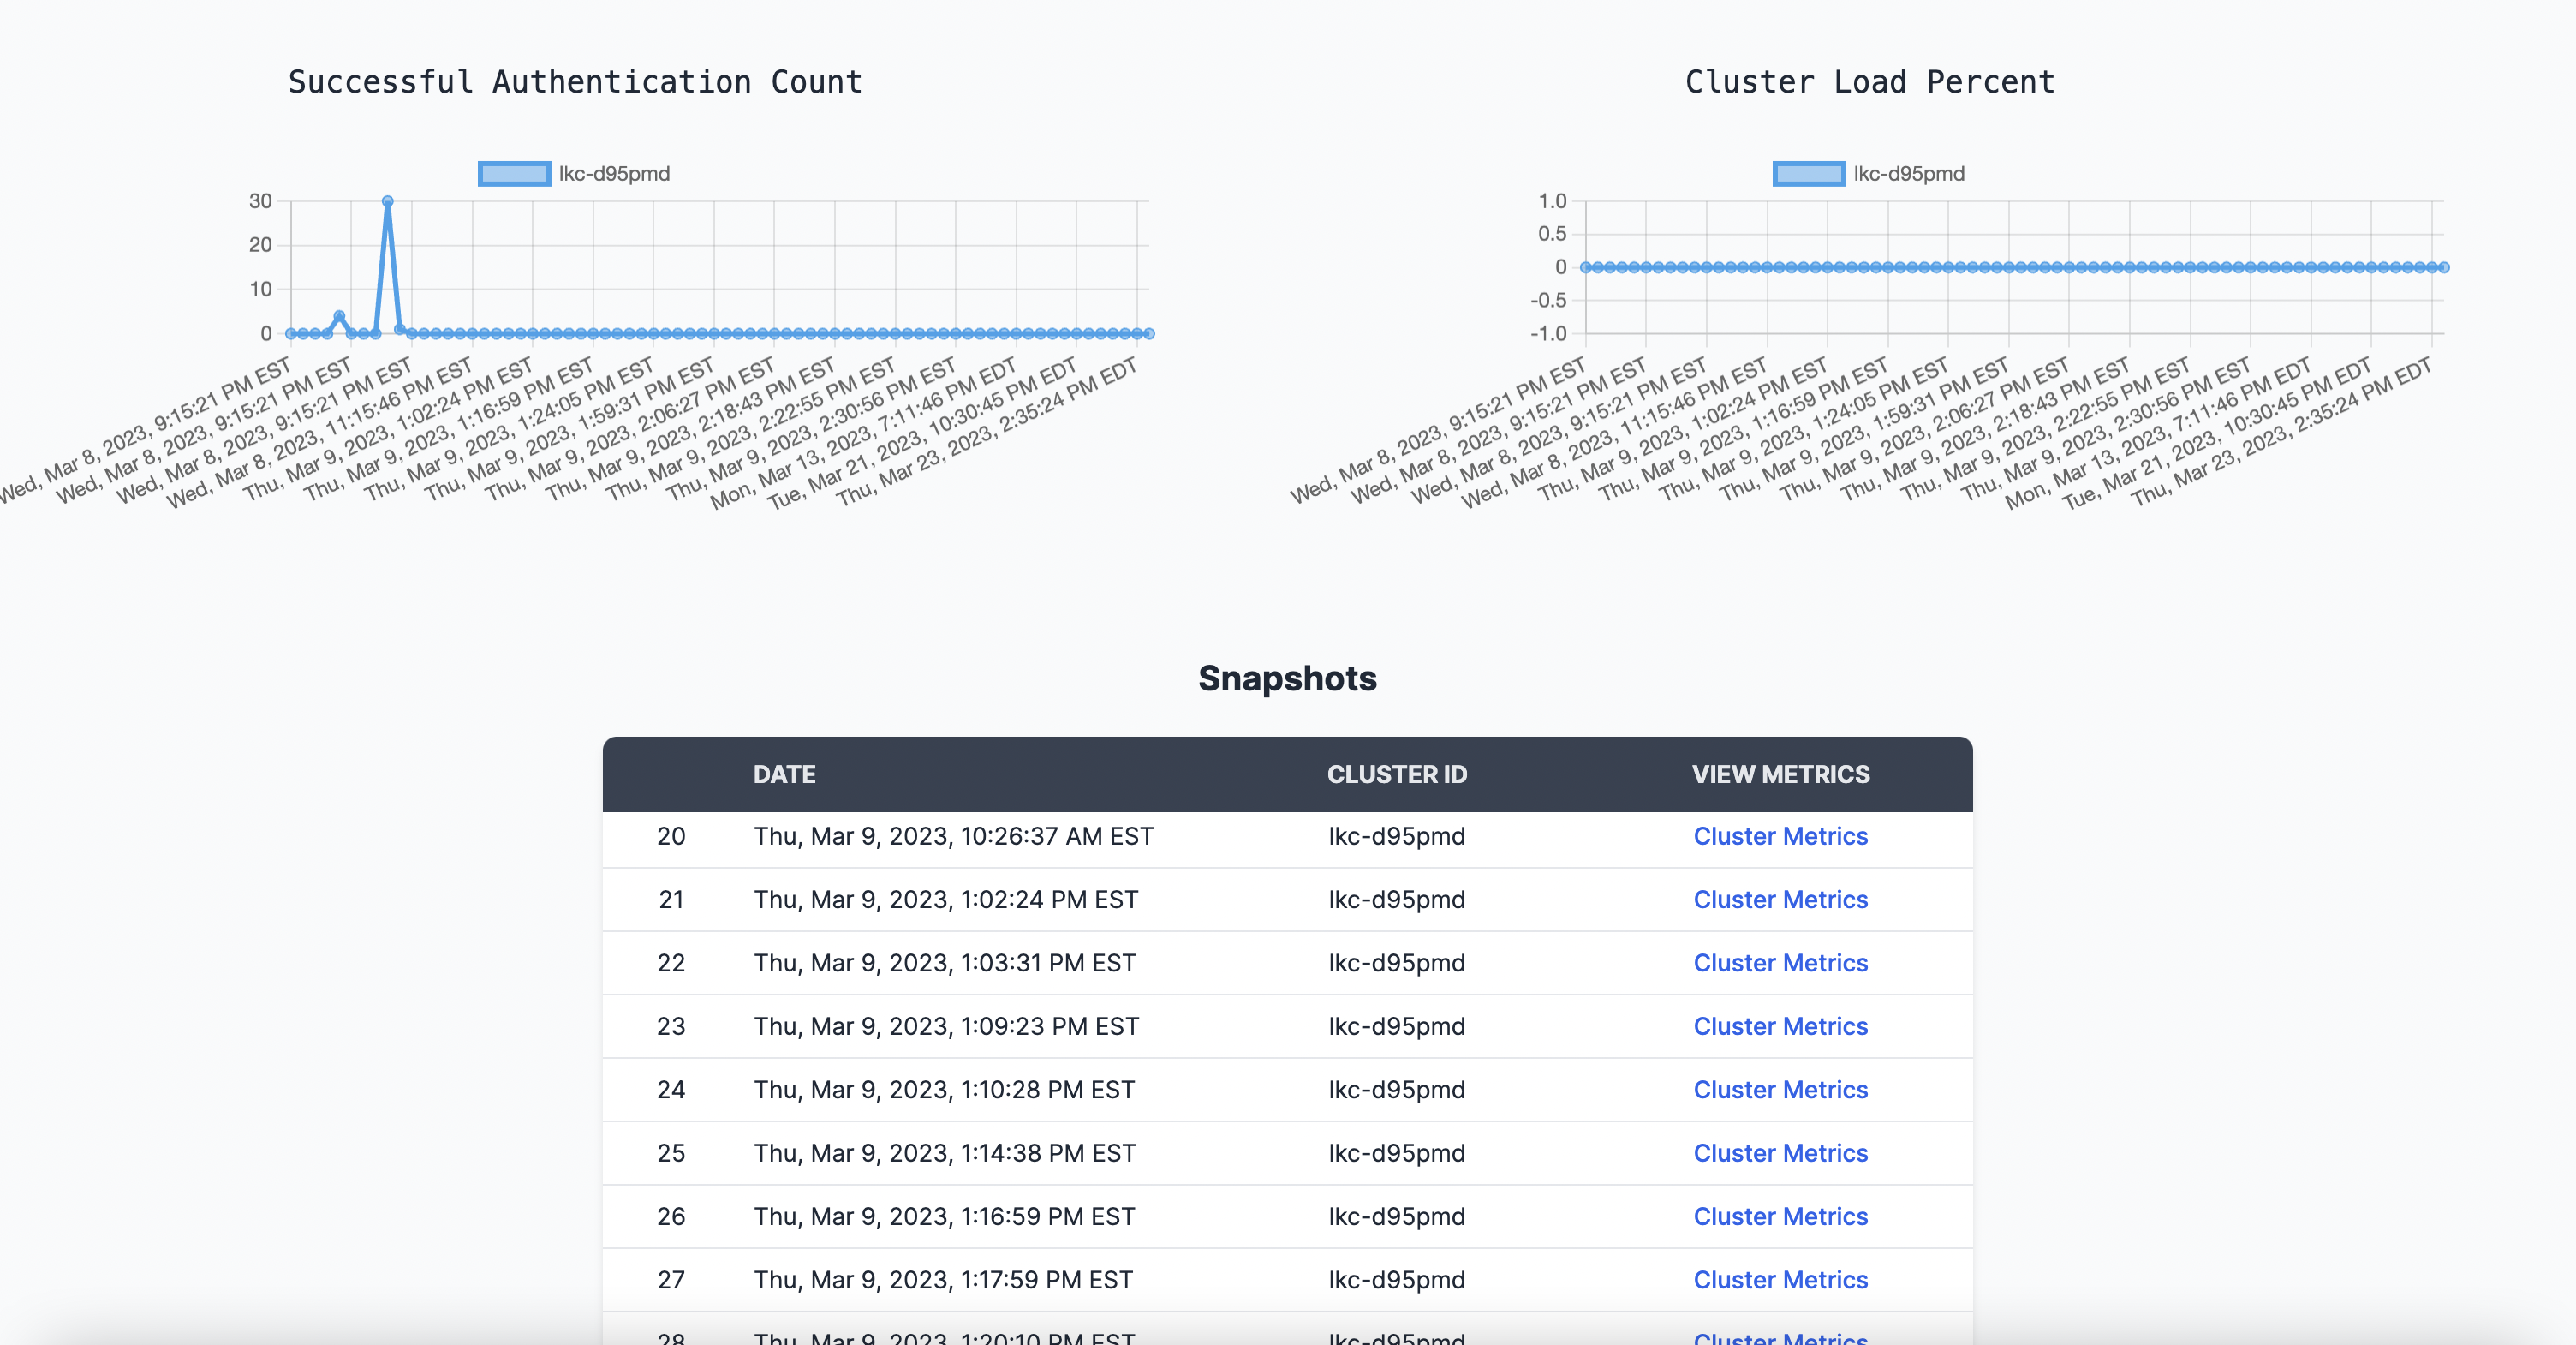 Successful Authentication Count
lkc-d95pmd
30
20
10
0
Wed, Mar 8, 2023, 9:15:21 PM EST
Wed, Mar 8, 2023, 9:15:21 PM EST
Wed, Mar 8, 2023, 9:15:21 PM EST
Wed, Mar 8, 2023, 11:15:46 PM EST
Thu, Mar 9, 2023, 1:02:24 PM EST
Thu, Mar 9, 2023, 1:16:59 PM EST
Thu, Mar 9, 2023, 1:24:05 PM EST
Thu, Mar 9, 2023, 1:59:31 PM EST
Thu, Mar 9, 2023, 2:06:27 PM EST
Thu, Mar 9, 2023, 2:18:43 PM EST
Thu, Mar 9, 2023, 2:22:55 PM EST
Thu, Mar 9, 2023, 2:30:56 PM EST
Mon, Mar 13, 2023, 7:11:46 PM EDT
Tue, Mar 21, 2023, 10:30:45 PM EDT
Thu, Mar 23, 2023, 2:35:24 PM EDT
Cluster Load Percent
lkc-d95pmd
1.0
0.5
0
-0.5
-1.0
Wed, Mar 8, 2023, 9:15:21 PM EST
Wed, Mar 8, 2023, 9:15:21 PM EST
Wed, Mar 8, 2023, 9:15:21 PM EST
Wed, Mar 8, 2023, 11:15:46 PM EST
Thu, Mar 9, 2023, 1:02:24 PM EST
Thu, Mar 9, 2023, 1:16:59 PM EST
Thu, Mar 9, 2023, 1:24:05 PM EST
Thu, Mar 9, 2023, 1:59:31 PM EST
Thu, Mar 9, 2023, 2:06:27 PM EST
Thu, Mar 9, 2023, 2:18:43 PM EST
Thu, Mar 9, 2023, 2:22:55 PM EST
Thu, Mar 9, 2023, 2:30:56 PM EST
Mon, Mar 13, 2023, 7:11:46 PM EDT
Tue, Mar 21, 2023, 10:30:45 PM EDT
Thu, Mar 23, 2023, 2:35:24 PM EDT
Snapshots
DATE CLUSTER ID VIEW METRICS
20 Thu, Mar 9, 2023, 10:26:37 AM EST lkc-d95pmd Cluster Metrics
21 Thu, Mar 9, 2023, 1:02:24 PM EST lkc-d95pmd Cluster Metrics
22 Thu, Mar 9, 2023, 1:03:31 PM EST lkc-d95pmd Cluster Metrics
23 Thu, Mar 9, 2023, 1:09:23 PM EST lkc-d95pmd Cluster Metrics
24 Thu, Mar 9, 2023, 1:10:28 PM EST lkc-d95pmd Cluster Metrics
25 Thu, Mar 9, 2023, 1:14:38 PM EST lkc-d95pmd Cluster Metrics
26 Thu, Mar 9, 2023, 1:16:59 PM EST lkc-d95pmd Cluster Metrics
27 Thu, Mar 9, 2023, 1:17:59 PM EST lkc-d95pmd Cluster Metrics
28 Thu, Mar 9, 2023, 1:20:10 PM EST lkc-d95pmd Cluster Metrics